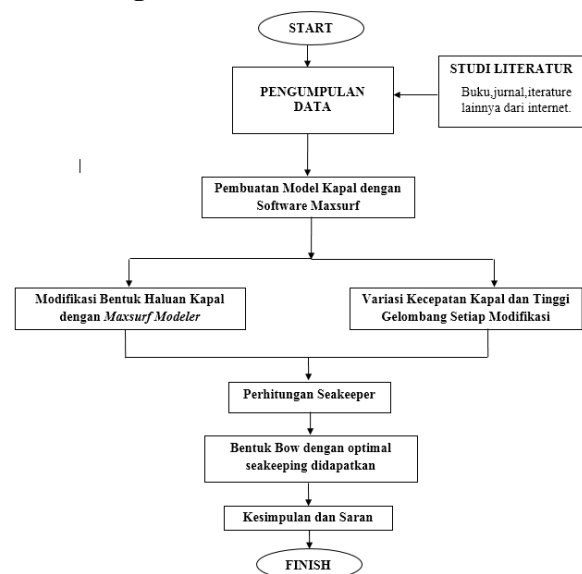 START
PENGUMPULAN
DATA
STUDI LITERATUR
Buku,jurnal,iterature
lainnya dari internet.
Pembuatan Model Kapal dengan
Software Maxsurf
Modifikasi Bentuk Haluan Kapal
dengan Maxsurf Modeler
Variasi Kecepatan Kapal dan Tinggi
Gelombang Setiap Modifikasi
Perhitungan Seakeeper
Bentuk Bow dengan optimal
seakeeping didapatkan
Kesimpulan dan Saran
FINISH